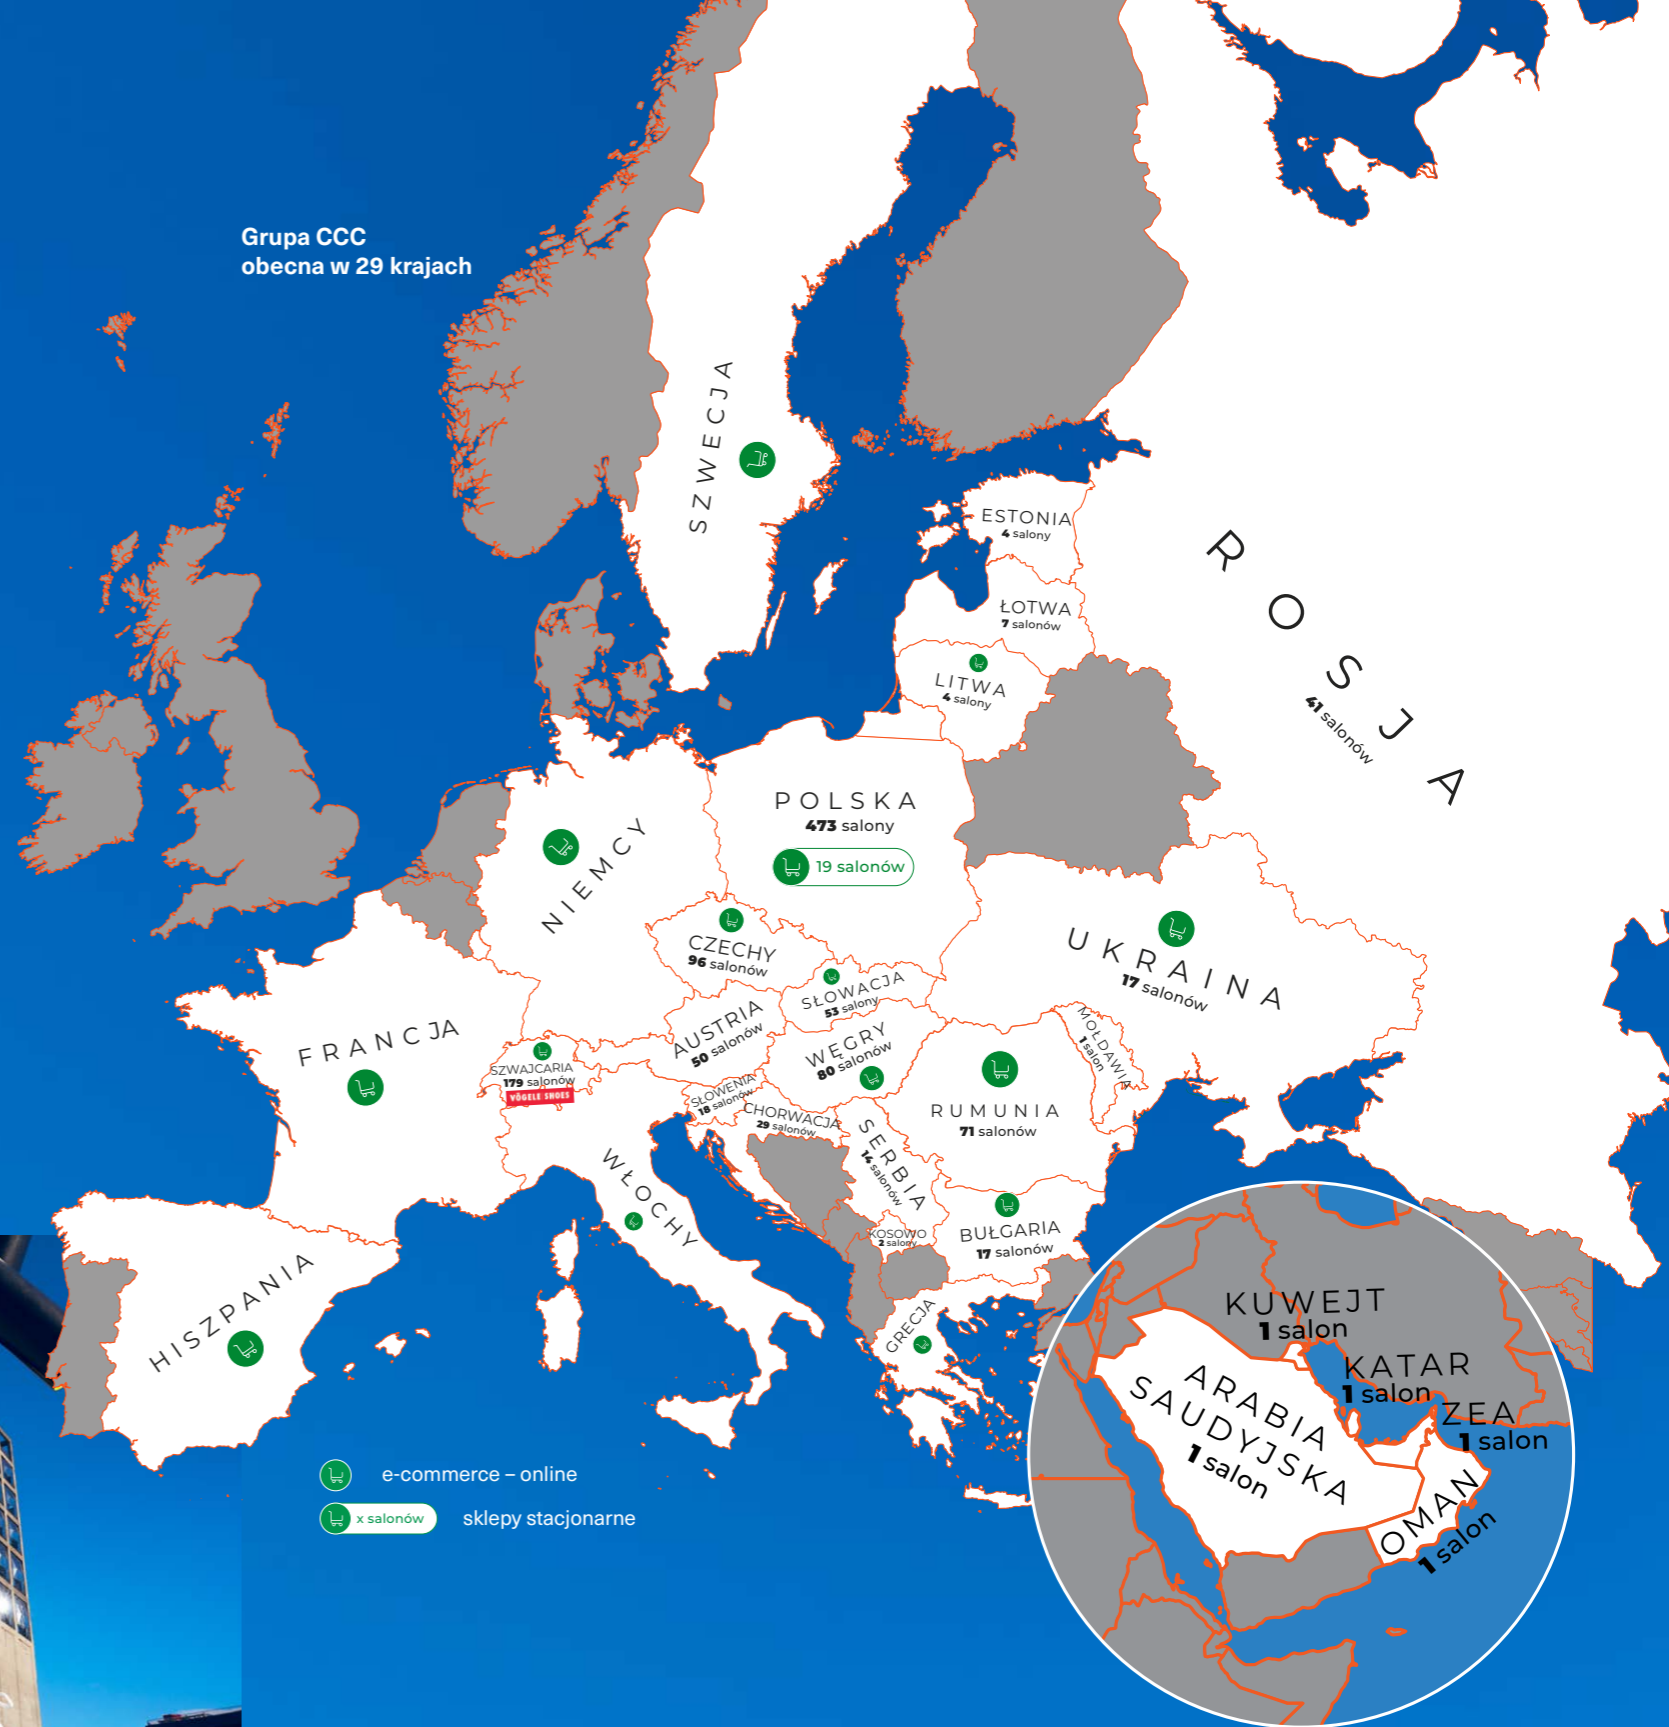 Grupa CCC
obecna w 29 krajach
SZWECJA
ESTONIA
4 salony
ŁOTWA
7 salonów
LITWA
4 salony
ROSJA
41 salonów
POLSKA
473 salony
19 salonów
NIEMCY
CZECHY
96 salonów
UKRAINA
17 salonów
SŁOWACJA
53 salony
AUSTRIA
50 salonów
WĘGRY
80 salonów
MOŁDAWIA
1 salon
FRANCJA
SZWAJCARIA
179 salonów
VÖGELE SHOES
SŁOWENIA
18 salonów
CHORWACJA
29 salonów
RUMUNIA
71 salonów
SERBIA
14 salonów
WŁOCHY
KOSOWO
2 salony
BUŁGARIA
17 salonów
HISZPANIA
GRECJA
KUWEJT
1 salon
KATAR
1 salon
ZEA
1 salon
ARABIA
SAUDYJSKA
1 salon
OMAN
1 salon
e-commerce – online
x salonów
sklepy stacjonarne